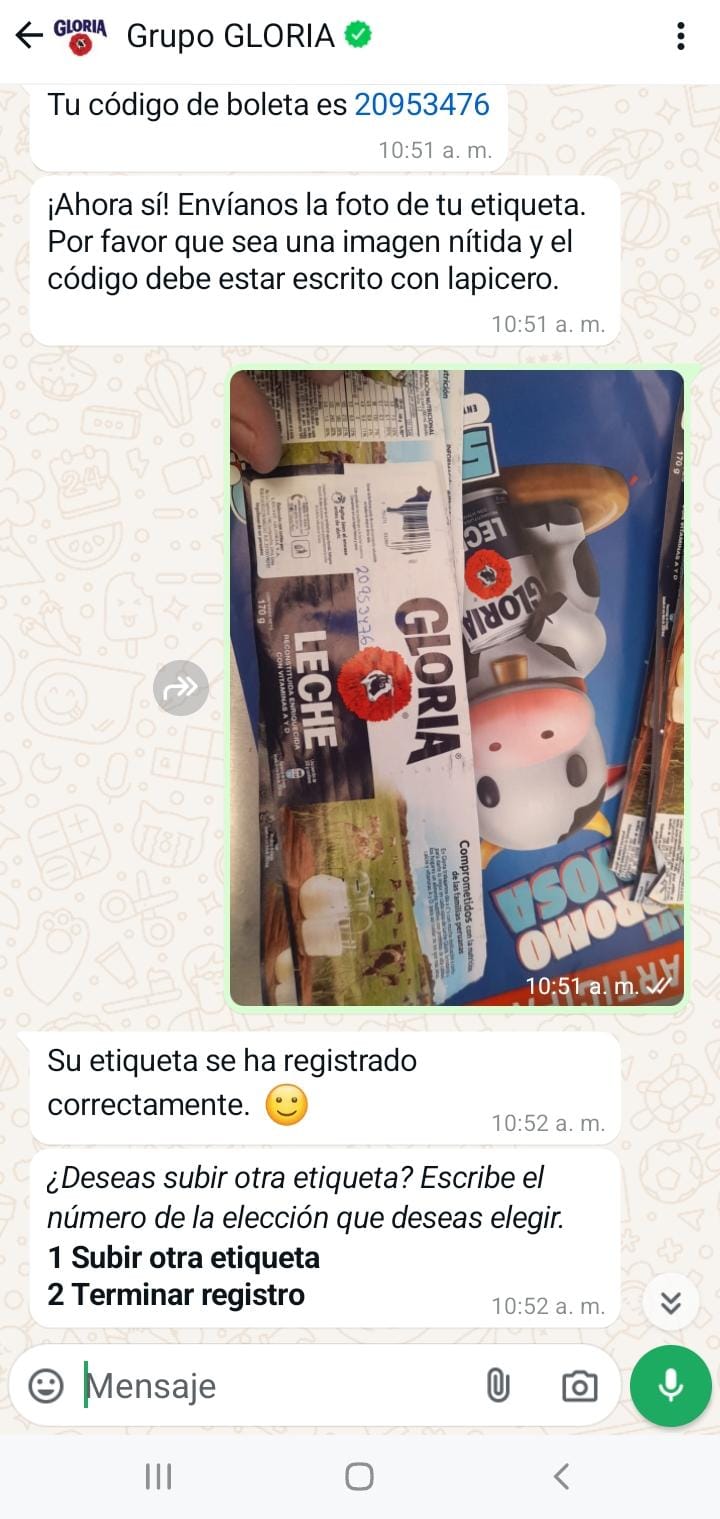 GLORIA
Grupo GLORIA
Tu código de boleta es 20953476
10:51 a. m.
¡Ahora sí! Envíanos la foto de tu etiqueta.
Por favor que sea una imagen nítida y el
código debe estar escrito con lapicero.
10:51 a. m.
20953476
GLORIA
LECHE
RECONSTITUIDA ENRIQUECIDA
CON VITAMINAS A Y D
170 g
Comprometidos con la nutrición
de las familias peruanas
LEC
GLORIA
170 g
10:51 a. m.
Su etiqueta se ha registrado
correctamente. 🙂
10:52 a. m.
¿Deseas subir otra etiqueta? Escribe el
número de la elección que deseas elegir.
1 Subir otra etiqueta
2 Terminar registro
10:52 a. m.
Mensaje